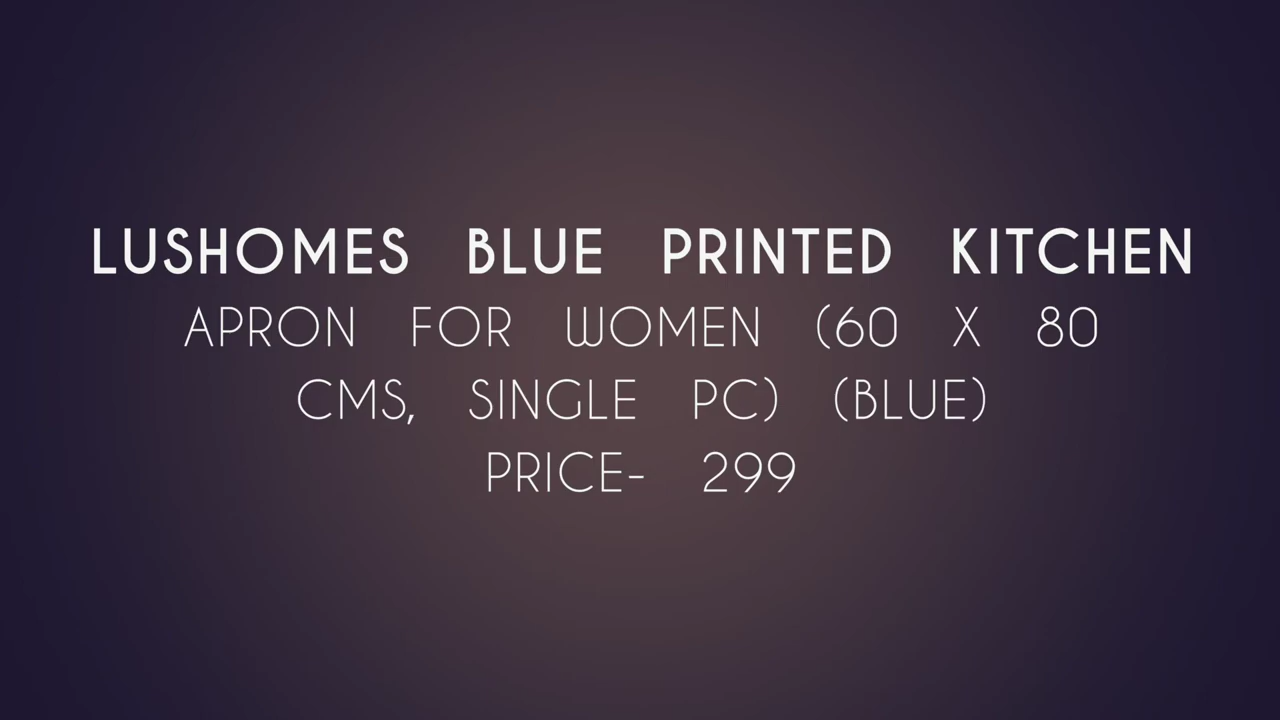 LUSHOMES BLUE PRINTED KITCHEN
APRON FOR WOMEN (60 X 80
CMS, SINGLE PC) (BLUE)
PRICE- 299